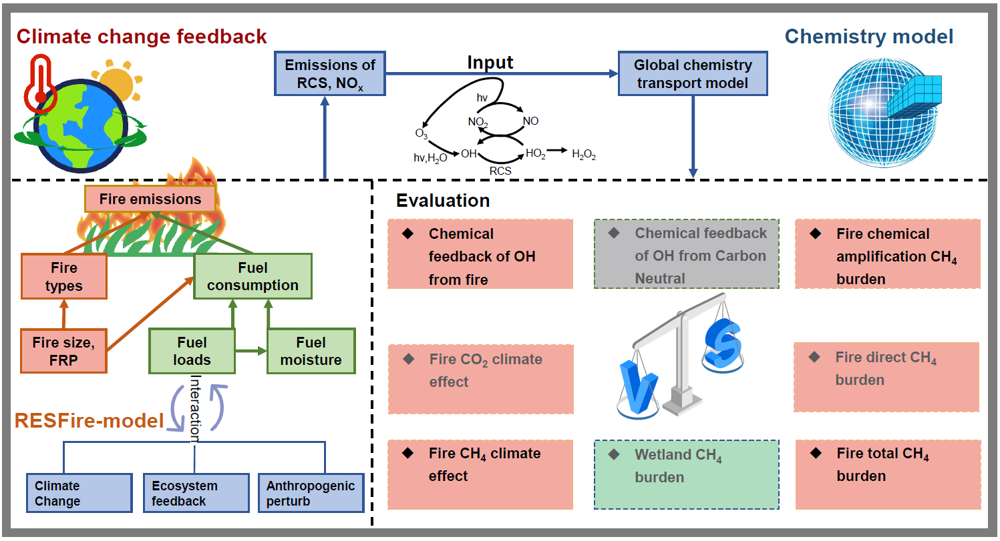 Climate change feedback
Chemistry model
Emissions of
RCS, NOx
Input
Global chemistry
transport model
hv
NO2
NO
O3
hv,H2O
OH
HO2
H2O2
RCS
Fire emissions
Fire
types
Fuel
consumption
Fire size,
FRP
Fuel
loads
Fuel
moisture
Interaction
RESFire-model
Climate
Change
Ecosystem
feedback
Anthropogenic
perturb
Evaluation
◆ Chemical
feedback of OH
from fire
◆ Chemical feedback
of OH from Carbon
Neutral
◆ Fire chemical
amplification CH4
burden
◆ Fire CO2 climate
effect
V
S
◆ Fire direct CH4
burden
◆ Fire CH4 climate
effect
◆ Wetland CH4
burden
◆ Fire total CH4
burden